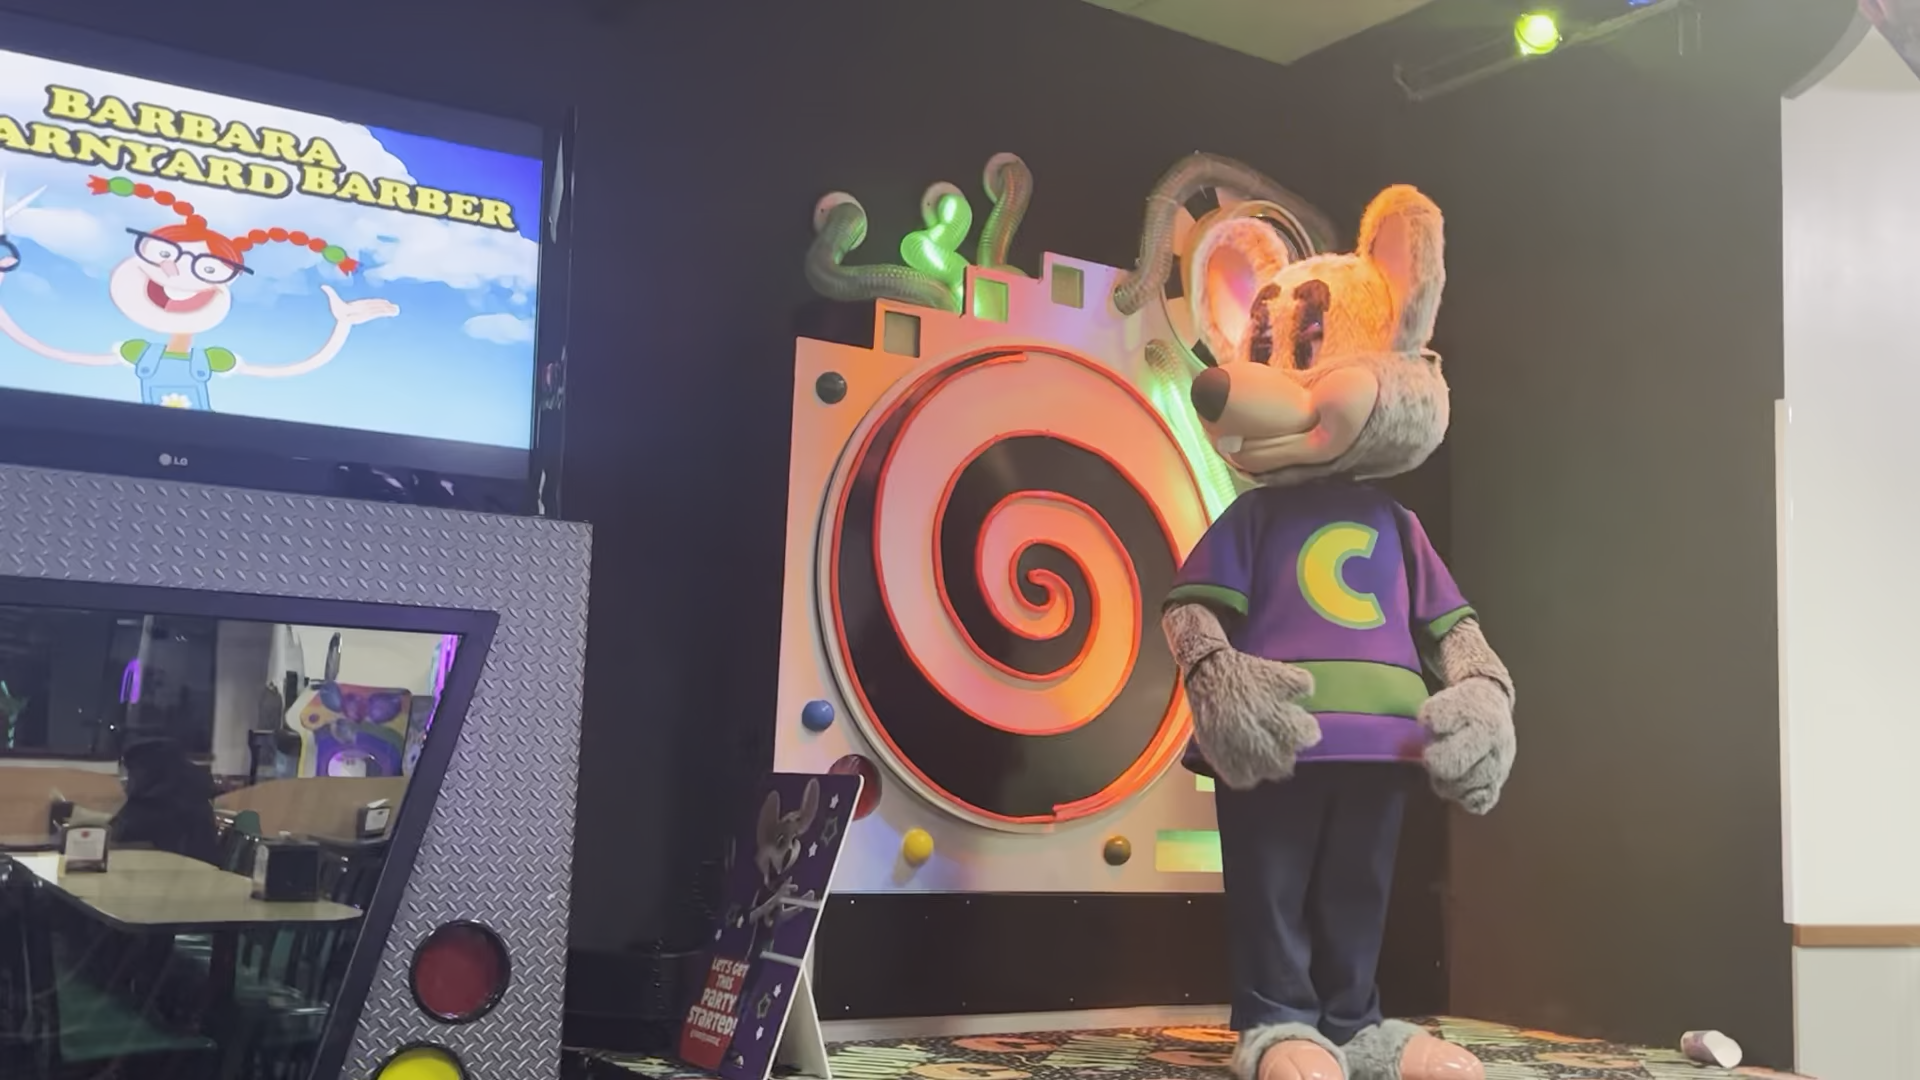 BARBARA
ARNYARD BARBER
LG
C
LET'S GET
THIS
PARTY
STARTED!